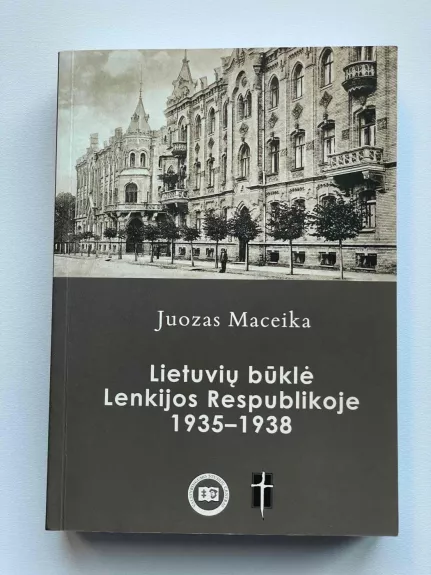 Juozas Maceika
Lietuvių būklė
Lenkijos Respublikoje
1935–1938